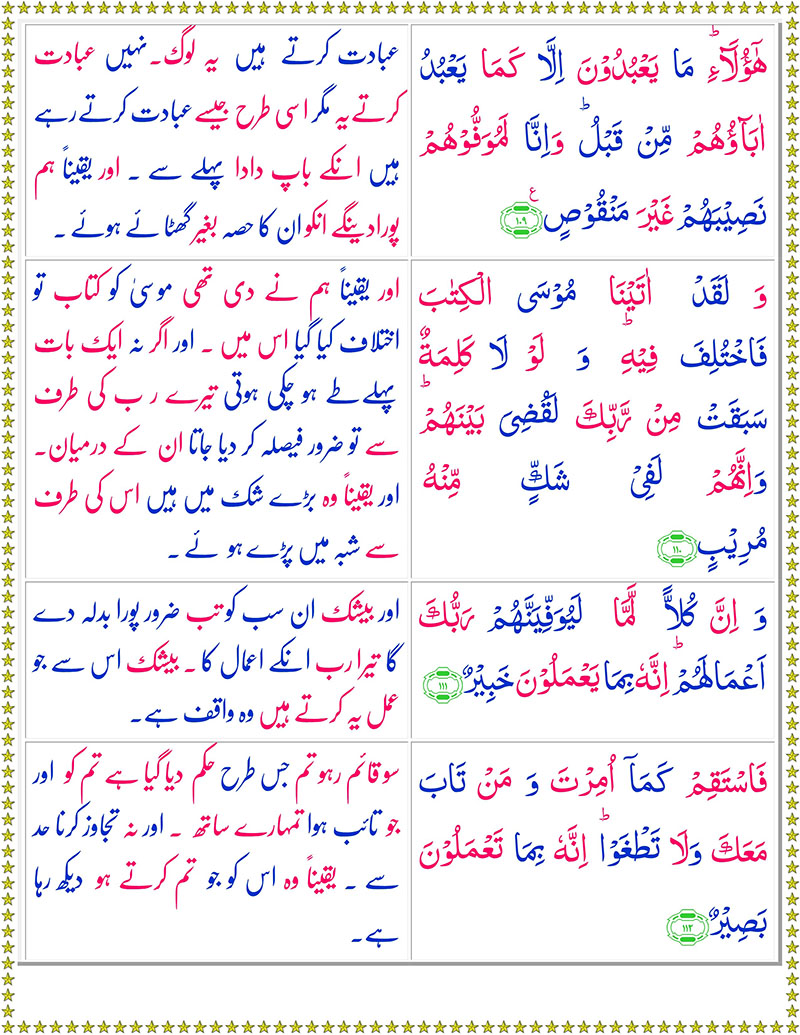 هٰۤؤُلَآءِ ؕ مَا یَعۡبُدُوۡنَ اِلَّا کَمَا یَعۡبُدُ
اٰبَآؤُهُمۡ مِّنۡ قَبۡلُ ؕ وَاِنَّا لَمُوَفُّوۡهُمۡ
نَصِیۡبَهُمۡ غَیۡرَ مَنۡقُوۡصٍ ﴿۱۰۹﴾ ع
عبادت کرتے ہیں یہ لوگ۔ نہیں عبادت
کرتے یہ مگر اسی طرح جیسے عبادت کرتے رہے
ہیں انکے باپ دادا پہلے سے ۔ اور یقیناً ہم
پورا دینگے انکو ان کا حصہ بغیر گھٹائے ہوئے ۔
وَ لَقَدۡ اٰتَیۡنَا مُوۡسَی الۡکِتٰبَ
فَاخۡتُلِفَ فِیۡهِ ؕ وَ لَوۡ لَا کَلِمَةٌ
سَبَقَتۡ مِنۡ رَّبِّكَ لَقُضِیَ بَیۡنَهُمۡ ؕ
وَاِنَّهُمۡ لَفِیۡ شَكٍّ مِّنۡهُ
مُرِیۡبٍ ﴿۱۱۰﴾
اور یقیناً ہم نے دی تھی موسیٰ کو کتاب تو
اختلاف کیا گیا اس میں ۔ اور اگر نہ ایک بات
پہلے طے ہو چکی ہوتی تیرے رب کی طرف
سے تو ضرور فیصلہ کر دیا جاتا ان کے درمیان۔
اور یقیناً وہ بڑے شک میں ہیں اس کی طرف
سے شبہ میں پڑے ہوئے ۔
وَ اِنَّ کُلاًّ لَّمَّا لَیُوَفِّیَنَّهُمۡ رَبُّكَ
اَعۡمَالَهُمۡ ؕ اِنَّهٗ بِمَا یَعۡمَلُوۡنَ خَبِیۡرٌ ﴿۱۱۱﴾
اور بیشک ان سب کو تب ضرور پورا بدلہ دے
گا تیرا رب انکے اعمال کا ۔ بیشک اس سے جو
عمل یہ کرتے ہیں وہ واقف ہے۔
فَاسۡتَقِمۡ کَمَاۤ اُمِرۡتَ وَ مَنۡ تَابَ
مَعَكَ وَلَا تَطۡغَوۡا ؕ اِنَّهٗ بِمَا تَعۡمَلُوۡنَ
بَصِیۡرٌ ﴿۱۱۲﴾
سو قائم رہو تم جس طرح حکم دیا گیا ہے تم کو اور
جو تائب ہوا تمہارے ساتھ ۔ اور نہ تجاوز کرنا حد
سے ۔ یقیناً وہ اس کو جو تم کرتے ہو دیکھ رہا
ہے۔